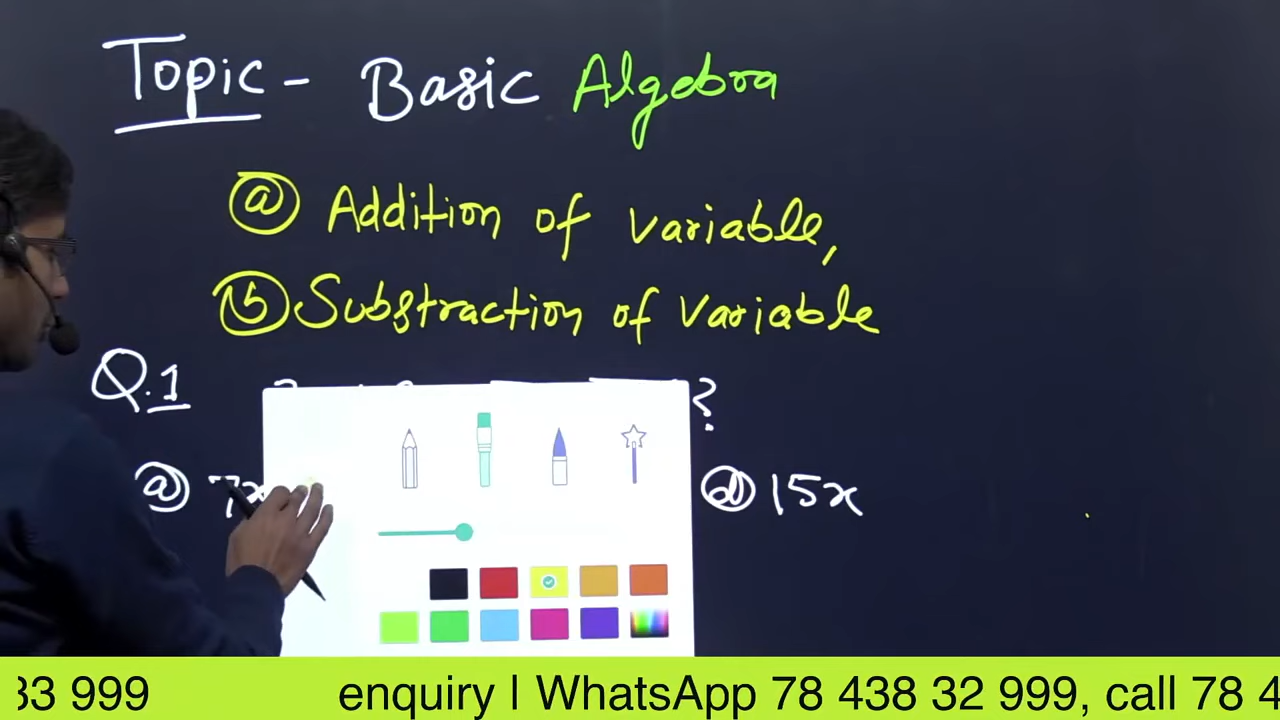 Topic - Basic Algebra
ⓐ Addition of variable,
ⓑ Substraction of Variable
Q.1 ?
ⓐ 7x ⓓ 15x
33 999 enquiry | WhatsApp 78 438 32 999, call 78 4